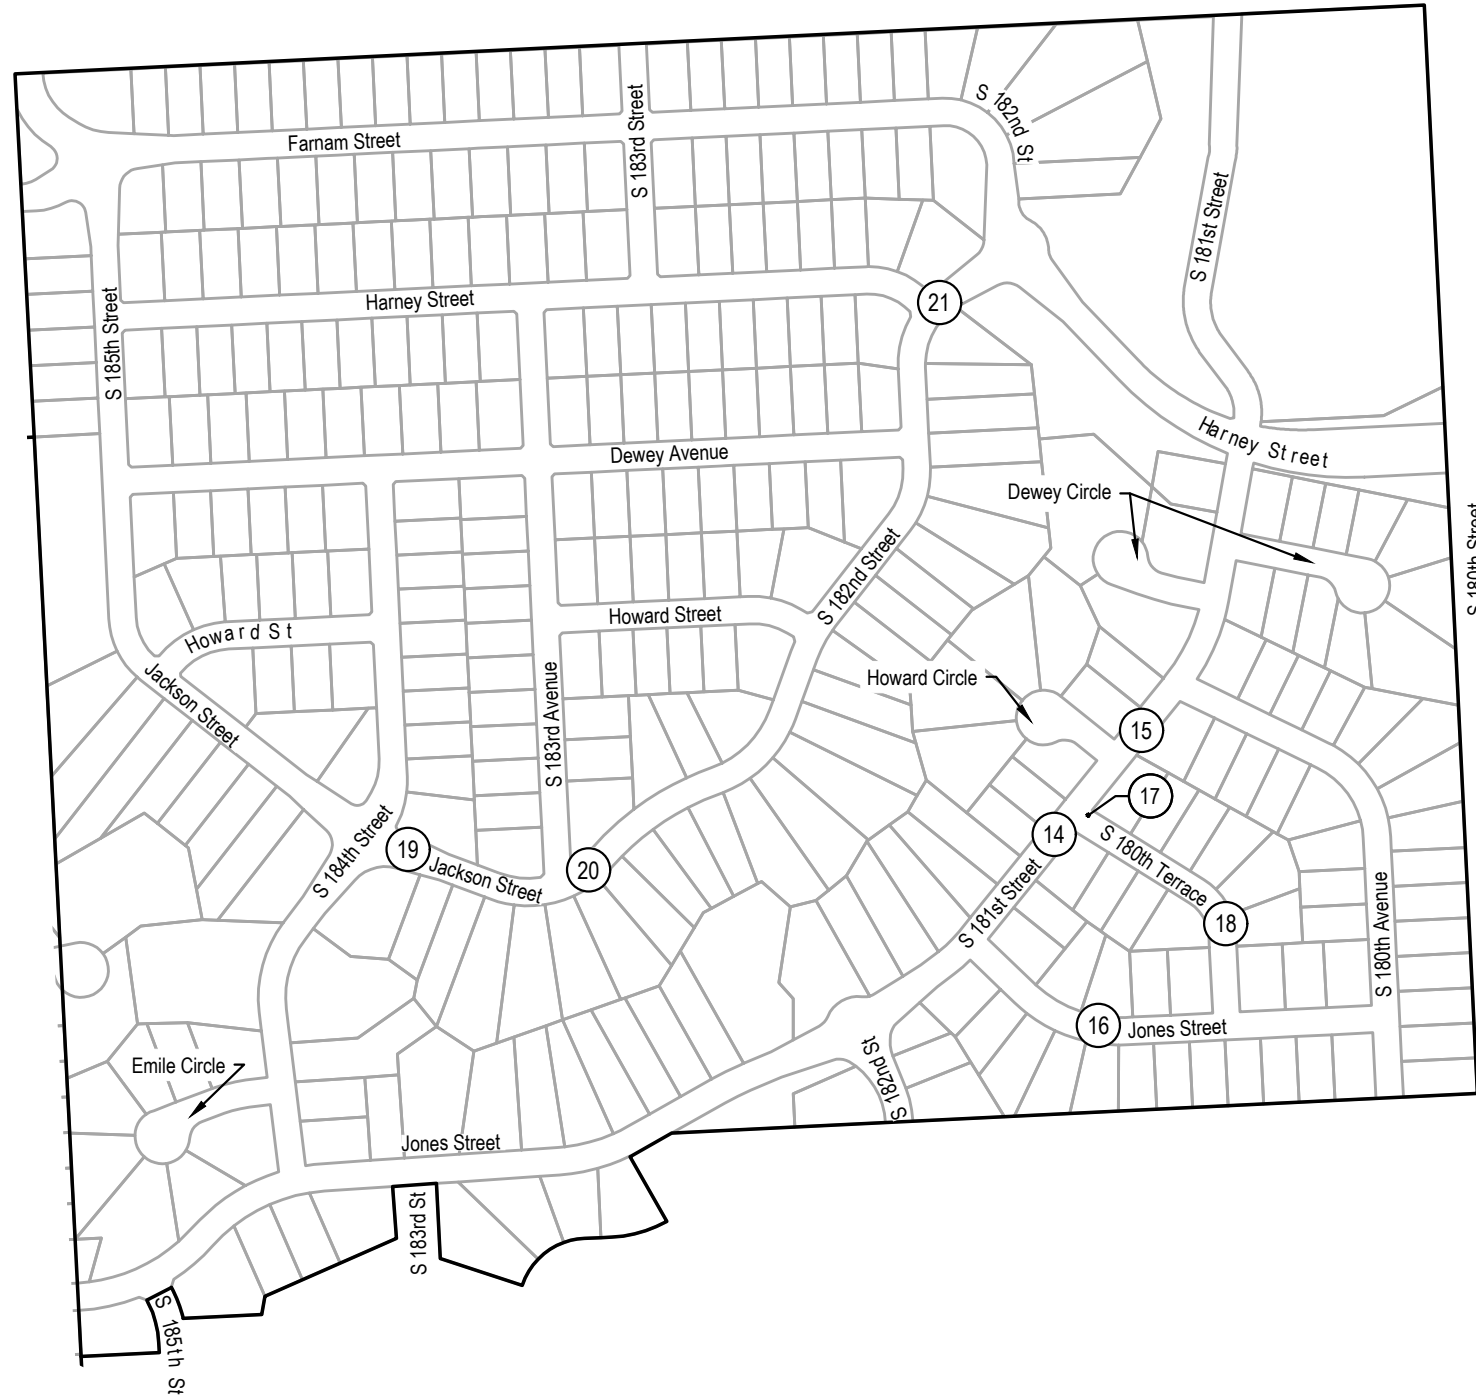 S 182nd St
S 183rd Street
Farnam Street
S 181st Street
S 185th Street
Harney Street
21
Harney Street
Dewey Avenue
Dewey Circle
S 180th Street
S 182nd Street
Howard Street
Howard St
Jackson Street
Howard Circle
S 183rd Avenue
15
17
14
S 180th Terrace
S 184th Street
19
Jackson Street
20
S 181st Street
18
S 180th Avenue
16
Jones Street
S 182nd St
Emile Circle
Jones Street
S 183rd St
S 185th St